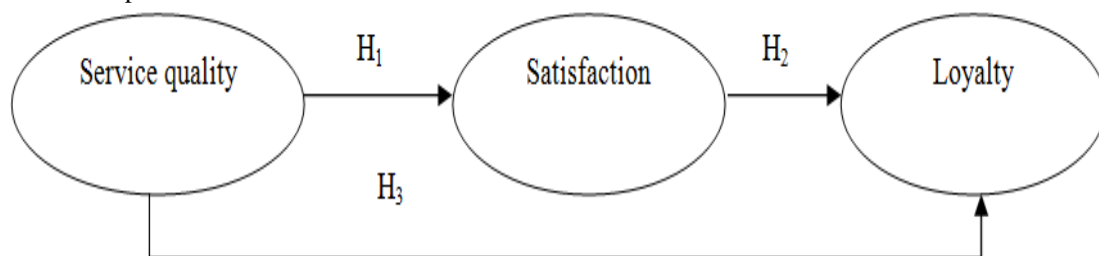 H₁
H₂
Service quality
Satisfaction
Loyalty
H₃